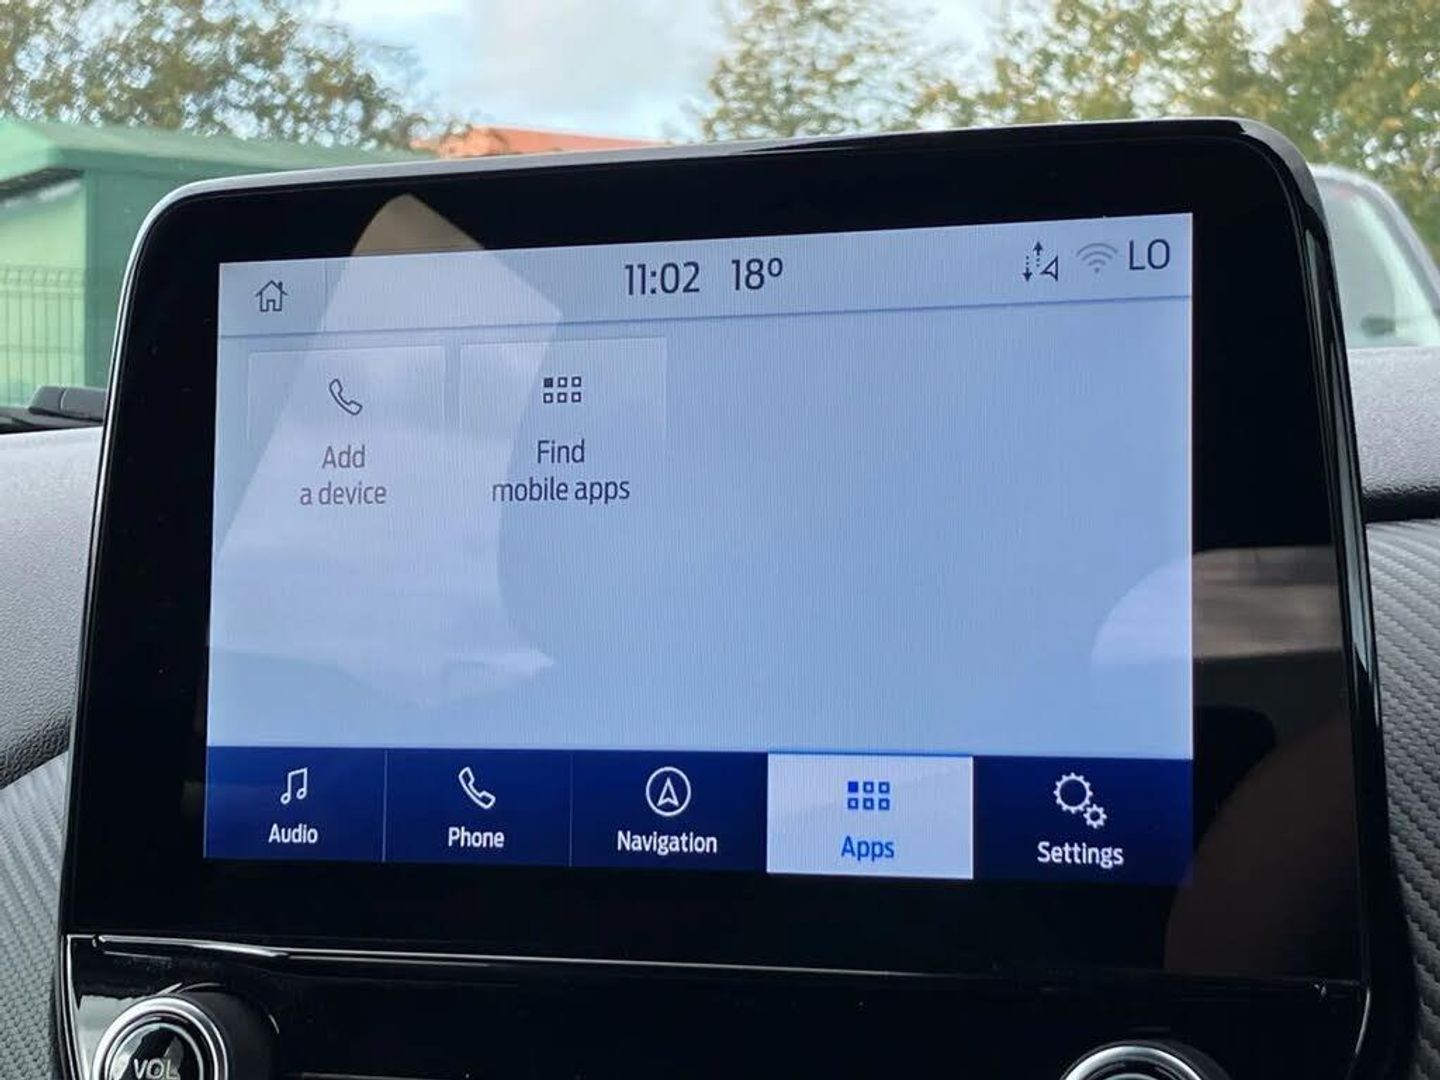 11:02 18° LO
Add
a device
Find
mobile apps
Audio
Phone
Navigation
Apps
Settings
VOL